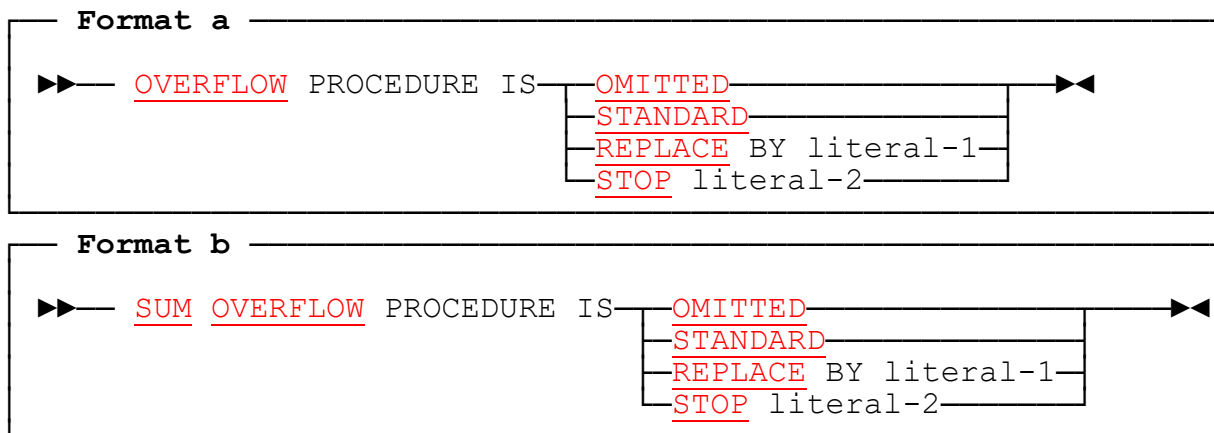 Format a
OVERFLOW PROCEDURE IS OMITTED
STANDARD
REPLACE BY literal-1
STOP literal-2
Format b
SUM OVERFLOW PROCEDURE IS OMITTED
STANDARD
REPLACE BY literal-1
STOP literal-2